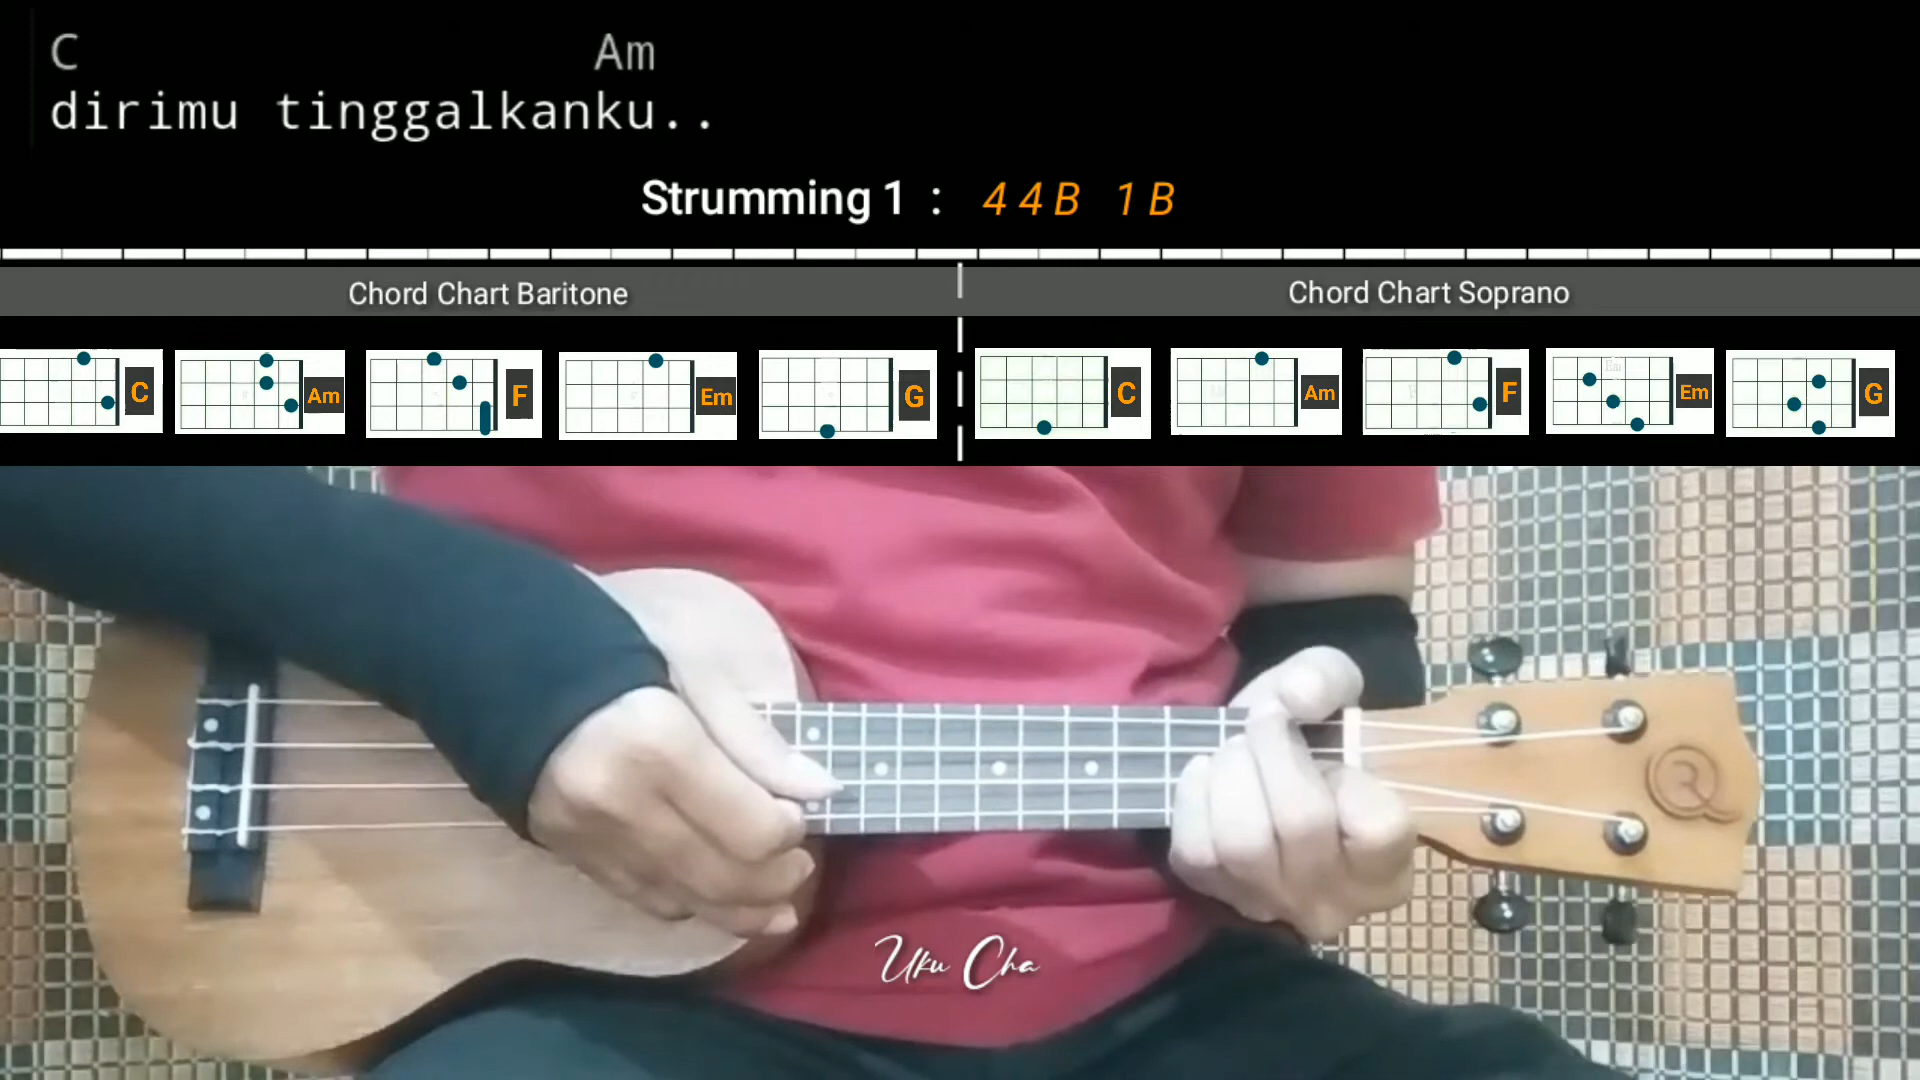 C Am
dirimu tinggalkanku..
Strumming 1 : 4 4 B 1 B
Chord Chart Baritone
Chord Chart Soprano
C Am F Em G
C Am F Em G
Uku Cha